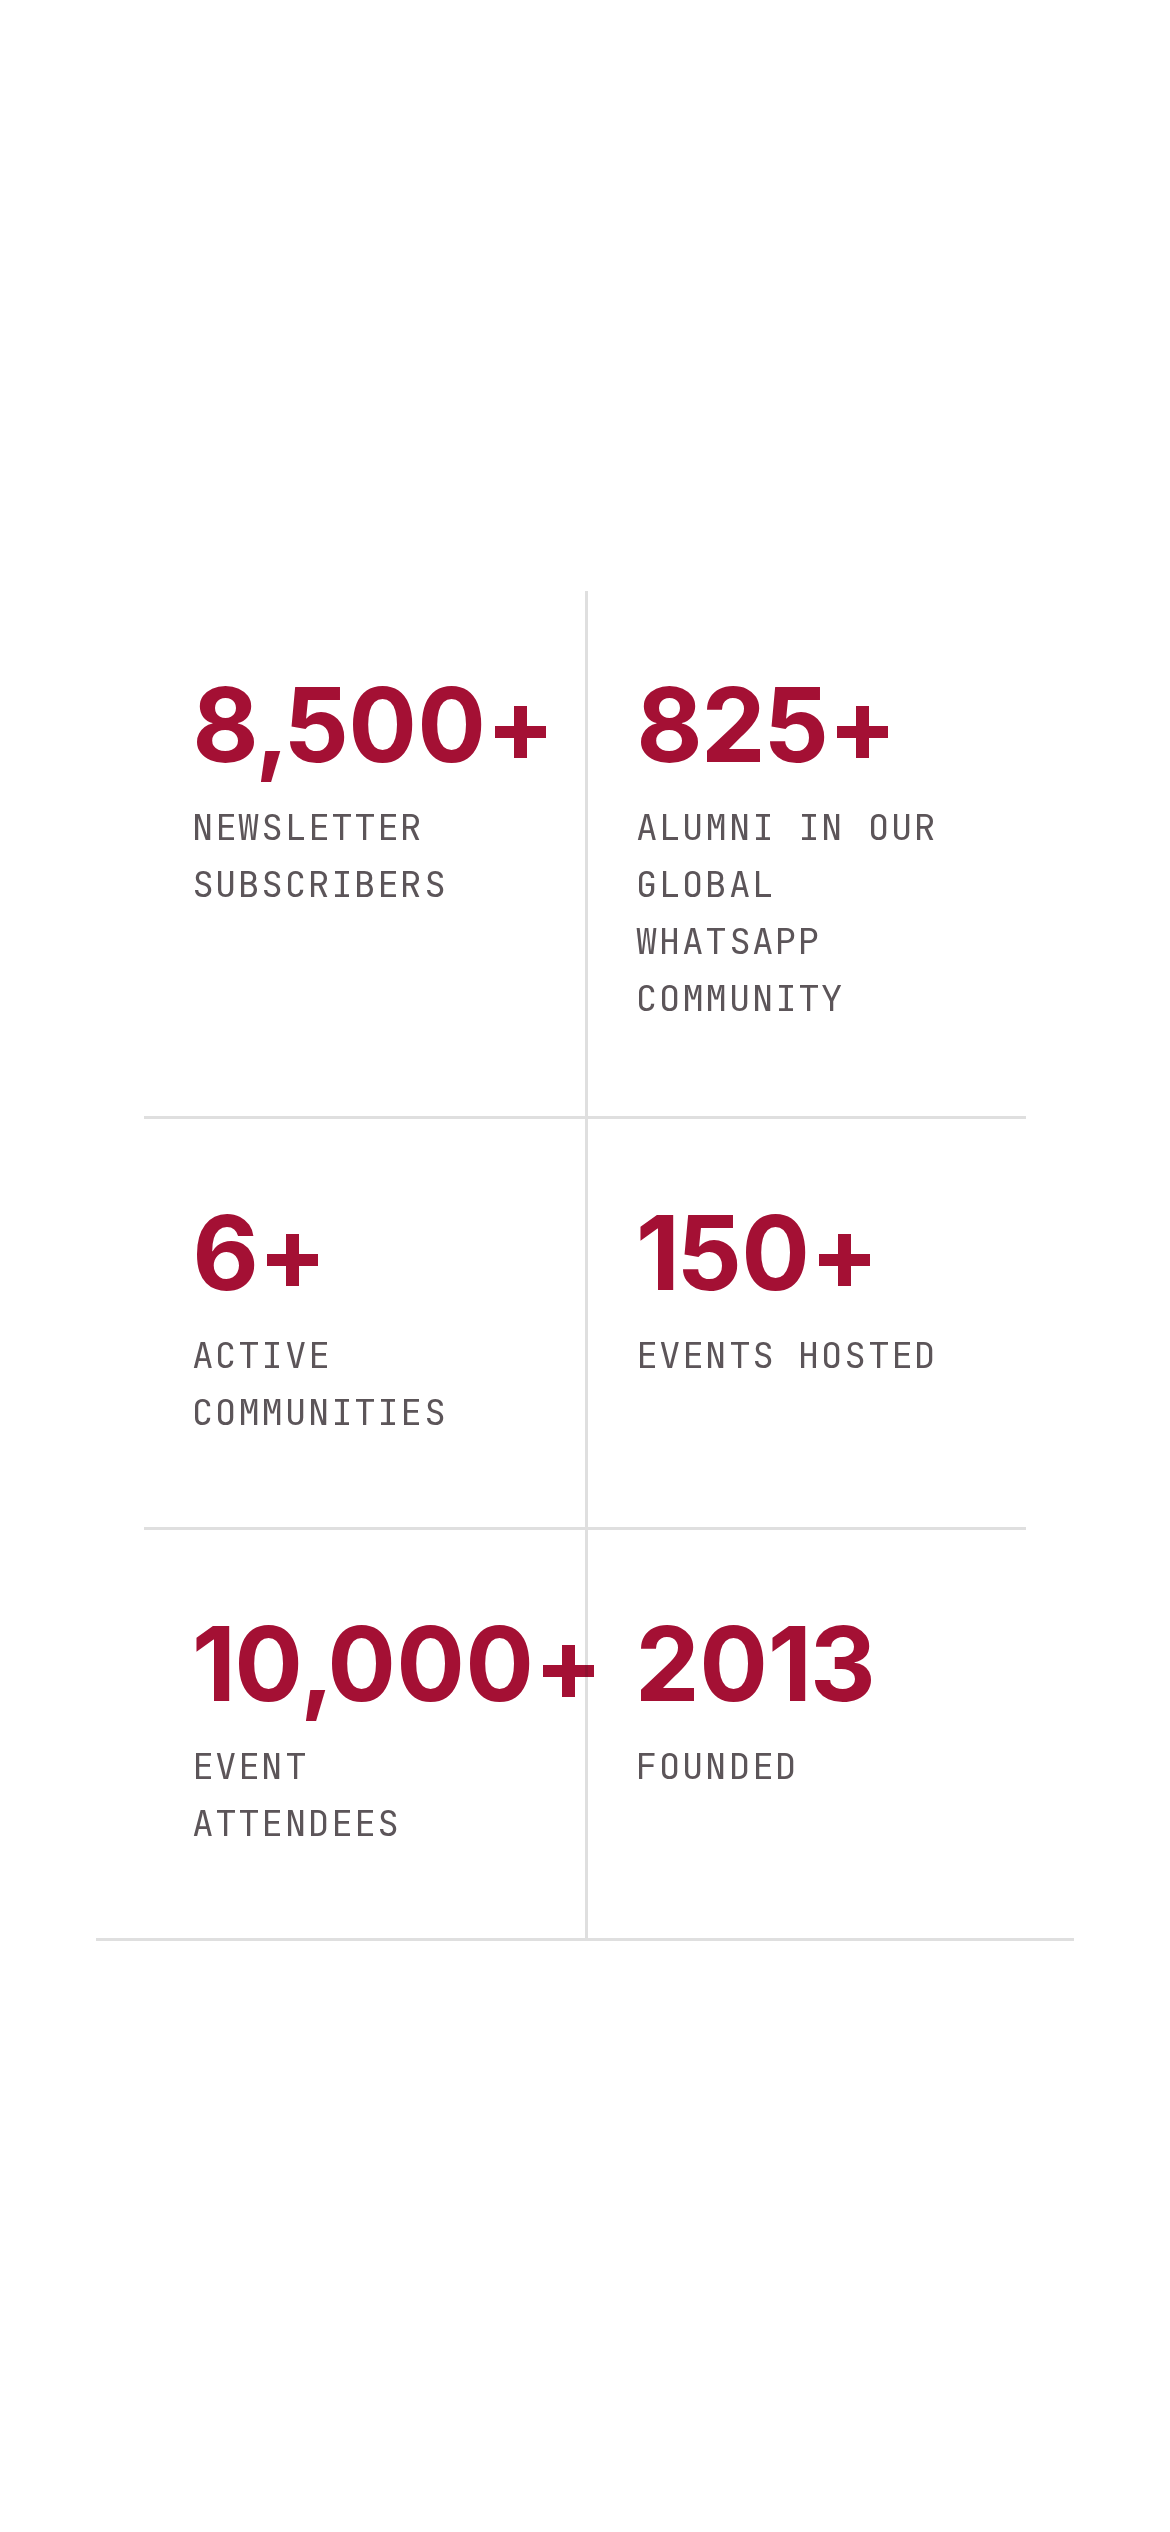 8,500+
NEWSLETTER
SUBSCRIBERS
825+
ALUMNI IN OUR
GLOBAL
WHATSAPP
COMMUNITY
6+
ACTIVE
COMMUNITIES
150+
EVENTS HOSTED
10,000+
EVENT
ATTENDEES
2013
FOUNDED